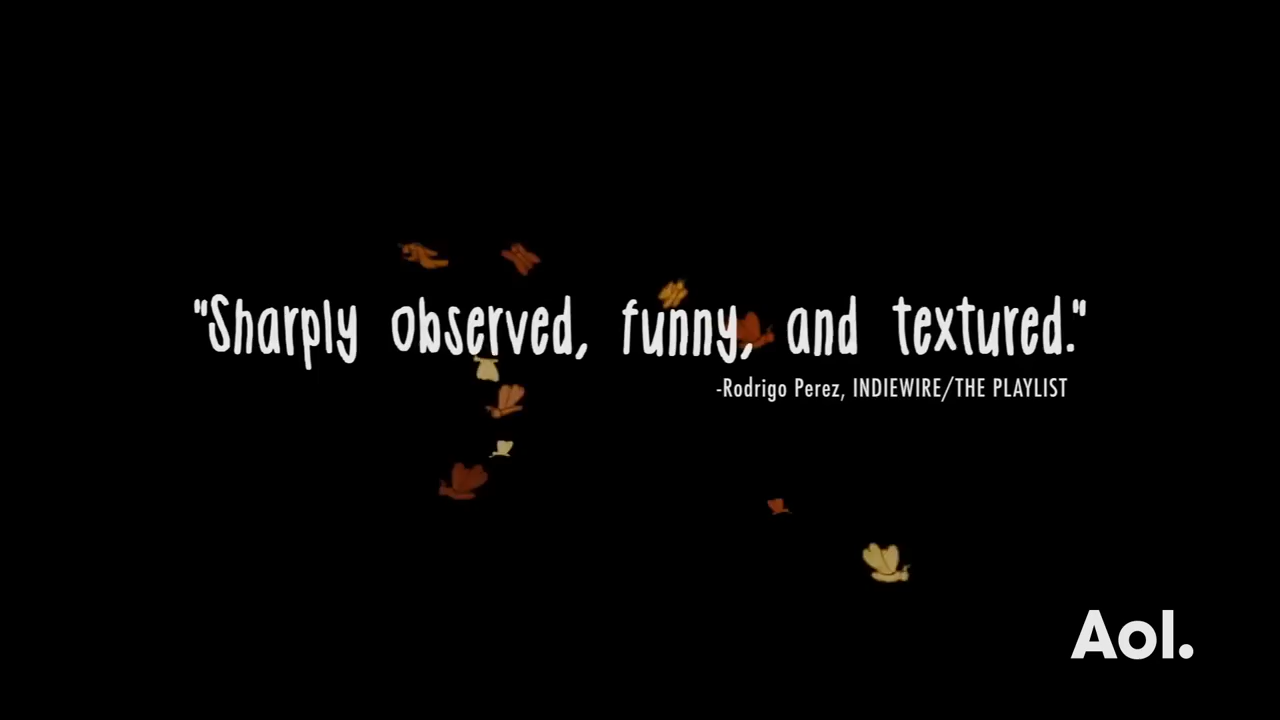 "Sharply observed, funny, and textured."
-Rodrigo Perez, INDIEWIRE/THE PLAYLIST
Aol.